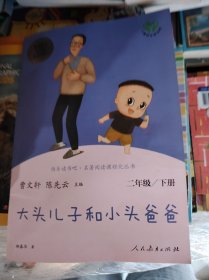 快乐读书吧·名著阅读课程化丛书
曹文轩 陈先云 主编
二年级/下册
大头儿子和小头爸爸
郑春华 著
人民教育出版社